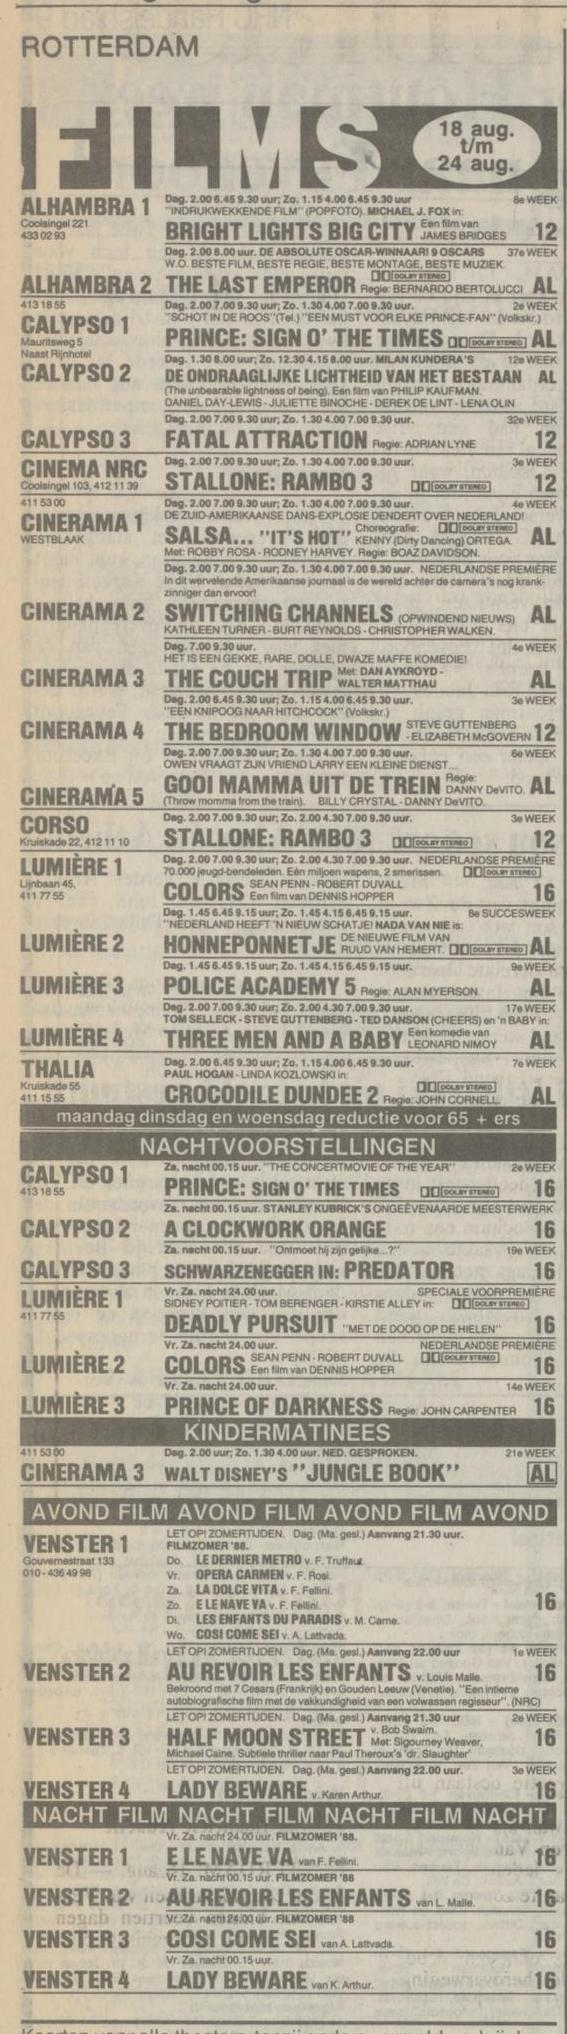 ROTTERDAM
FILMS
18 aug.
t/m
24 aug.
ALHAMBRA 1
Coolsingel 221
433 02 93
Dag. 2.00 6.45 9.30 uur; Zo. 1.15 4.00 6.45 9.30 uur 8e WEEK
"INDRUKWEKKENDE FILM" (POPFOTO). MICHAEL J. FOX in:
BRIGHT LIGHTS BIG CITY Een film van JAMES BRIDGES 12
Dag. 2.00 8.00 uur. DE ABSOLUTE OSCAR-WINNAAR! 9 OSCARS 37e WEEK
W.O. BESTE FILM, BESTE REGIE, BESTE MONTAGE, BESTE MUZIEK.
DOLBY STEREO
ALHAMBRA 2 THE LAST EMPEROR Regie: BERNARDO BERTOLUCCI AL
413 18 55
CALYPSO 1
Mauritsweg 5
Naast Rijnhotel
Dag. 2.00 7.00 9.30 uur; Zo. 1.30 4.00 7.00 9.30 uur. 2e WEEK
"SCHOT IN DE ROOS" (Tel.) "EEN MUST VOOR ELKE PRINCE-FAN" (Volkskr.)
PRINCE: SIGN O' THE TIMES DOLBY STEREO AL
Dag. 1.30 8.00 uur; Zo. 12.30 4.15 8.00 uur. MILAN KUNDERA'S 12e WEEK
CALYPSO 2 DE ONDRAAGLIJKE LICHTHEID VAN HET BESTAAN AL
(The unbearable lightness of being). Een film van PHILIP KAUFMAN.
DANIEL DAY-LEWIS - JULIETTE BINOCHE - DEREK DE LINT - LENA OLIN
Dag. 2.00 7.00 9.30 uur; Zo. 1.30 4.00 7.00 9.30 uur. 32e WEEK
CALYPSO 3 FATAL ATTRACTION Regie: ADRIAN LYNE 12
CINEMA NRC
Coolsingel 103, 412 11 39
Dag. 2.00 7.00 9.30 uur; Zo. 1.30 4.00 7.00 9.30 uur. 3e WEEK
STALLONE: RAMBO 3 DOLBY STEREO 12
411 53 00
CINERAMA 1
WESTBLAAK
Dag. 2.00 7.00 9.30 uur; Zo. 1.30 4.00 7.00 9.30 uur. 4e WEEK
DE ZUID-AMERIKAANSE DANS-EXPLOSIE DENDERT OVER NEDERLAND!
SALSA... "IT'S HOT" Choreografie: KENNY (Dirty Dancing) ORTEGA. DOLBY STEREO AL
Met: ROBBY ROSA - RODNEY HARVEY. Regie: BOAZ DAVIDSON.
Dag. 2.00 7.00 9.30 uur; Zo. 1.30 4.00 7.00 9.30 uur. NEDERLANDSE PREMIÈRE
In dit wervelende Amerikaanse journaal is de wereld achter de camera's nog krank-
zinniger dan ervoor!
CINERAMA 2 SWITCHING CHANNELS (OPWINDEND NIEUWS) AL
KATHLEEN TURNER - BURT REYNOLDS - CHRISTOPHER WALKEN.
Dag. 7.00 9.30 uur. 4e WEEK
HET IS EEN GEKKE, RARE, DOLLE, DWAZE MAFFE KOMEDIE!
CINERAMA 3 THE COUCH TRIP Met: DAN AYKROYD - WALTER MATTHAU AL
Dag. 2.00 6.45 9.30 uur; Zo. 1.15 4.00 6.45 9.30 uur. 3e WEEK
"EEN KNIPOOG NAAR HITCHCOCK" (Volkskr.)
CINERAMA 4 THE BEDROOM WINDOW STEVE GUTTENBERG - ELIZABETH McGOVERN 12
Dag. 2.00 7.00 9.30 uur; Zo. 1.30 4.00 7.00 9.30 uur 6e WEEK
OWEN VRAAGT ZIJN VRIEND LARRY EEN KLEINE DIENST...
CINERAMA 5 GOOI MAMMA UIT DE TREIN Regie: DANNY DeVITO. AL
(Throw momma from the train). BILLY CRYSTAL - DANNY DeVITO.
CORSO
Kruiskade 22, 412 11 10
Dag. 2.00 7.00 9.30 uur; Zo. 2.00 4.30 7.00 9.30 uur. 3e WEEK
STALLONE: RAMBO 3 DOLBY STEREO 12
LUMIÈRE 1
Lijnbaan 45,
411 77 55
Dag. 2.00 7.00 9.30 uur; Zo. 2.00 4.30 7.00 9.30 uur. NEDERLANDSE PREMIÈRE
70.000 jeugd-bendeleden. Eén miljoen wapens, 2 smerissen. DOLBY STEREO
COLORS SEAN PENN - ROBERT DUVALL Een film van DENNIS HOPPER 16
Dag. 1.45 6.45 9.15 uur; Zo. 1.45 4.15 6.45 9.15 uur. 8e SUCCESWEEK
"NEDERLAND HEEFT 'N NIEUW SCHATJE! NADA VAN NIE is:
LUMIÈRE 2 HONNEPONNETJE DE NIEUWE FILM VAN RUUD VAN HEMERT. DOLBY STEREO AL
Dag. 1.45 6.45 9.15 uur; Zo. 1.45 4.15 6.45 9.15 uur. 9e WEEK
LUMIÈRE 3 POLICE ACADEMY 5 Regie: ALAN MYERSON. AL
Dag. 2.00 7.00 9.30 uur; Zo. 2.00 4.30 7.00 9.30 uur. 17e WEEK
TOM SELLECK - STEVE GUTTENBERG - TED DANSON (CHEERS) en 'n BABY in:
LUMIÈRE 4 THREE MEN AND A BABY Een komedie van LEONARD NIMOY AL
THALIA
Kruiskade 55
411 15 55
Dag. 2.00 6.45 9.30 uur; Zo. 1.15 4.00 6.45 9.30 uur. 7e WEEK
PAUL HOGAN - LINDA KOZLOWSKI in:
DOLBY STEREO
CROCODILE DUNDEE 2 Regie: JOHN CORNELL. AL
maandag dinsdag en woensdag reductie voor 65 + ers
NACHTVOORSTELLINGEN
CALYPSO 1
413 18 55
Za. nacht 00.15 uur. "THE CONCERTMOVIE OF THE YEAR" 2e WEEK
PRINCE: SIGN O' THE TIMES DOLBY STEREO 16
Za. nacht 00.15 uur. STANLEY KUBRICK'S ONGEËVENAARDE MEESTERWERK
CALYPSO 2 A CLOCKWORK ORANGE 16
Za. nacht 00.15 uur. "Ontmoet hij zijn gelijke...?" 19e WEEK
CALYPSO 3 SCHWARZENEGGER IN: PREDATOR 16
LUMIÈRE 1
411 77 55
Vr. Za. nacht 24.00 uur. SPECIALE VOORPREMIÈRE
SIDNEY POITIER - TOM BERENGER - KIRSTIE ALLEY in: DOLBY STEREO
DEADLY PURSUIT "MET DE DOOD OP DE HIELEN" 16
Vr. Za. nacht 24.00 uur. NEDERLANDSE PREMIÈRE
LUMIÈRE 2 COLORS SEAN PENN - ROBERT DUVALL Een film van DENNIS HOPPER DOLBY STEREO 16
Vr. Za. nacht 24.00 uur. 14e WEEK
LUMIÈRE 3 PRINCE OF DARKNESS Regie: JOHN CARPENTER 16
KINDERMATINEES
411 53 00
Dag. 2.00 uur; Zo. 1.30 4.00 uur. NED. GESPROKEN. 21e WEEK
CINERAMA 3 WALT DISNEY'S "JUNGLE BOOK" AL
AVOND FILM AVOND FILM AVOND FILM AVOND
VENSTER 1
Gouvernestraat 133
010 - 436 49 98
LET OP! ZOMERTIJDEN. Dag. (Ma. gesl.) Aanvang 21.30 uur.
FILMZOMER '88.
Do. LE DERNIER METRO v. F. Truffaut.
Vr. OPERA CARMEN v. F. Rosi.
Za. LA DOLCE VITA v. F. Fellini.
Zo. E LE NAVE VA v. F. Fellini. 16
Di. LES ENFANTS DU PARADIS v. M. Carne.
Wo. COSI COME SEI v. A. Lattvada.
LET OP! ZOMERTIJDEN. Dag. (Ma. gesl.) Aanvang 22.00 uur 1e WEEK
VENSTER 2 AU REVOIR LES ENFANTS v. Louis Malle. 16
Bekroond met 7 Cesars (Frankrijk) en Gouden Leeuw (Venetie). "Een intieme
autobiografische film met de vakkundigheid van een volwassen regisseur". (NRC)
LET OP! ZOMERTIJDEN. Dag. (Ma. gesl.) Aanvang 21.30 uur 2e WEEK
VENSTER 3 HALF MOON STREET v. Bob Swaim. Met: Sigourney Weaver, 16
Michael Caine. Subtiele thriller naar Paul Theroux's 'dr. Slaughter'
LET OP! ZOMERTIJDEN. Dag. (Ma. gesl.) Aanvang 22.00 uur. 3e WEEK
VENSTER 4 LADY BEWARE v. Karen Arthur. 16
NACHT FILM NACHT FILM NACHT FILM NACHT
Vr. Za. nacht 24.00 uur. FILMZOMER '88.
VENSTER 1 E LE NAVE VA van F. Fellini. 16
Vr. Za. nacht 00.15 uur. FILMZOMER '88
VENSTER 2 AU REVOIR LES ENFANTS van L. Malle. 16
Vr. Za. nacht 24.00 uur. FILMZOMER '88
VENSTER 3 COSI COME SEI van A. Lattvada. 16
Vr. Za. nacht 00.15 uur.
VENSTER 4 LADY BEWARE van K. Arthur. 16